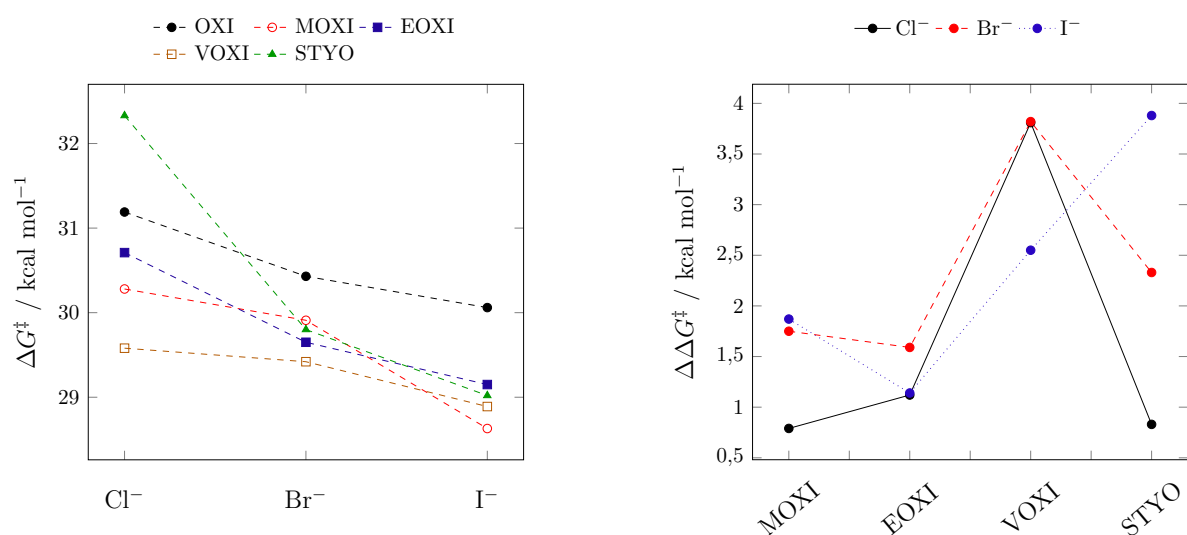 OXI MOXI EOXI
VOXI STYO
32
31
30
29
ΔG‡ / kcal mol⁻¹
Cl⁻ Br⁻ I⁻
Cl⁻ Br⁻ I⁻
4
3,5
3
2,5
2
1,5
1
0,5
ΔΔG‡ / kcal mol⁻¹
MOXI EOXI VOXI STYO